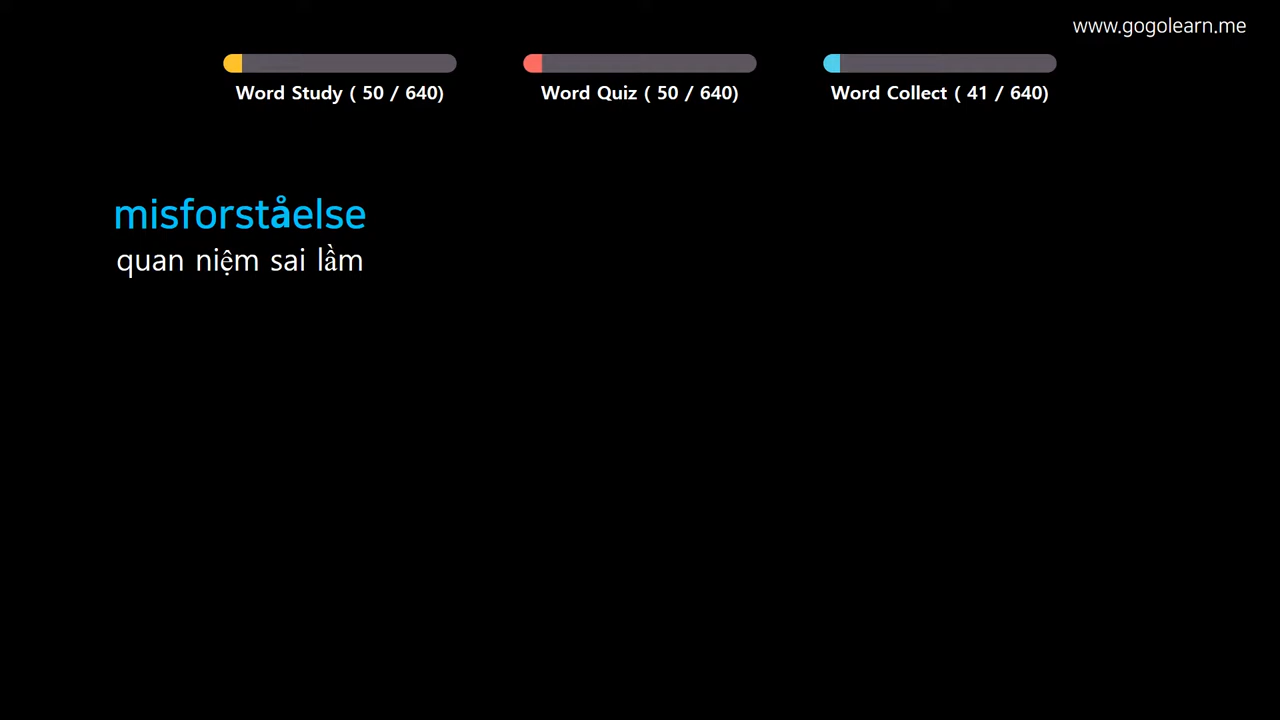 www.gogolearn.me
Word Study ( 50 / 640)
Word Quiz ( 50 / 640)
Word Collect ( 41 / 640)
misforståelse
quan niệm sai lầm